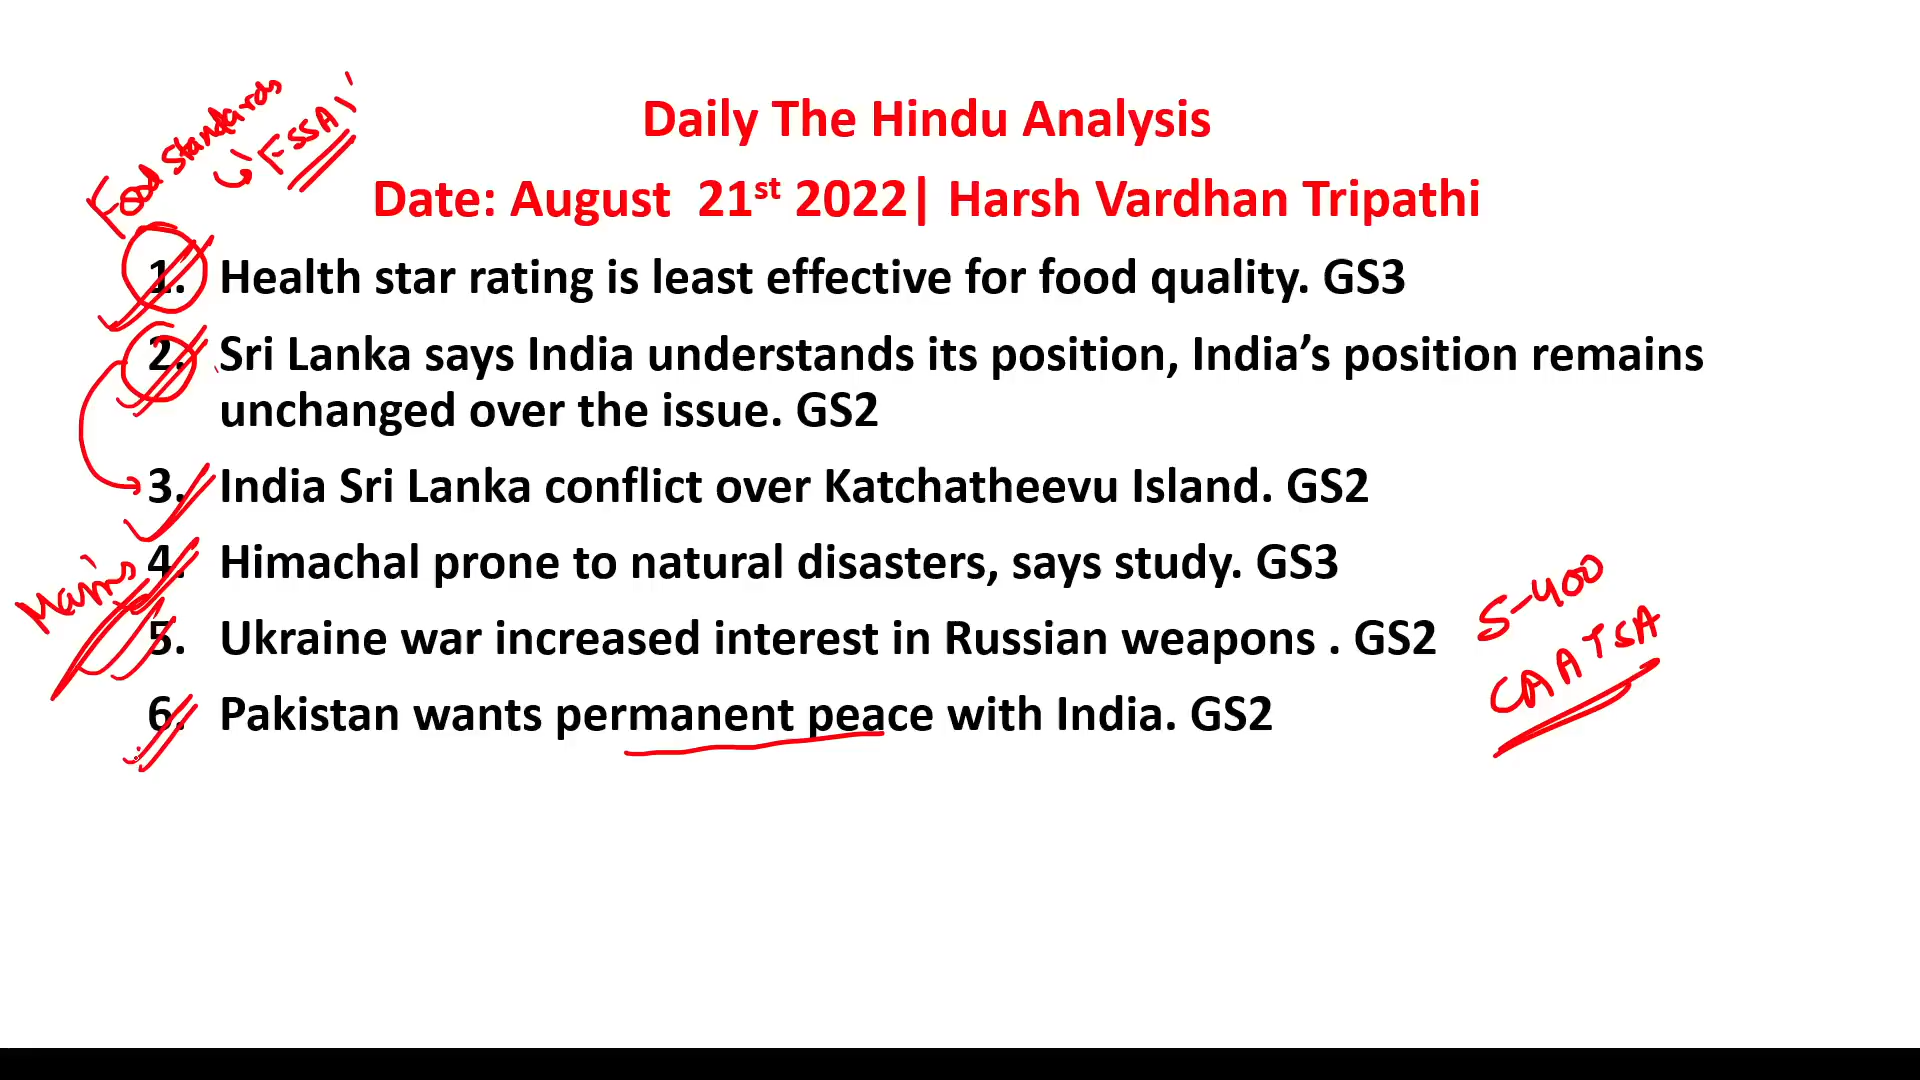 Food Standards
FSSAI
Daily The Hindu Analysis
Date: August 21st 2022| Harsh Vardhan Tripathi
1. Health star rating is least effective for food quality. GS3
2. Sri Lanka says India understands its position, India’s position remains
unchanged over the issue. GS2
3. India Sri Lanka conflict over Katchatheevu Island. GS2
4. Himachal prone to natural disasters, says study. GS3
Mains
5. Ukraine war increased interest in Russian weapons . GS2
S-400
CAATSA
6. Pakistan wants permanent peace with India. GS2